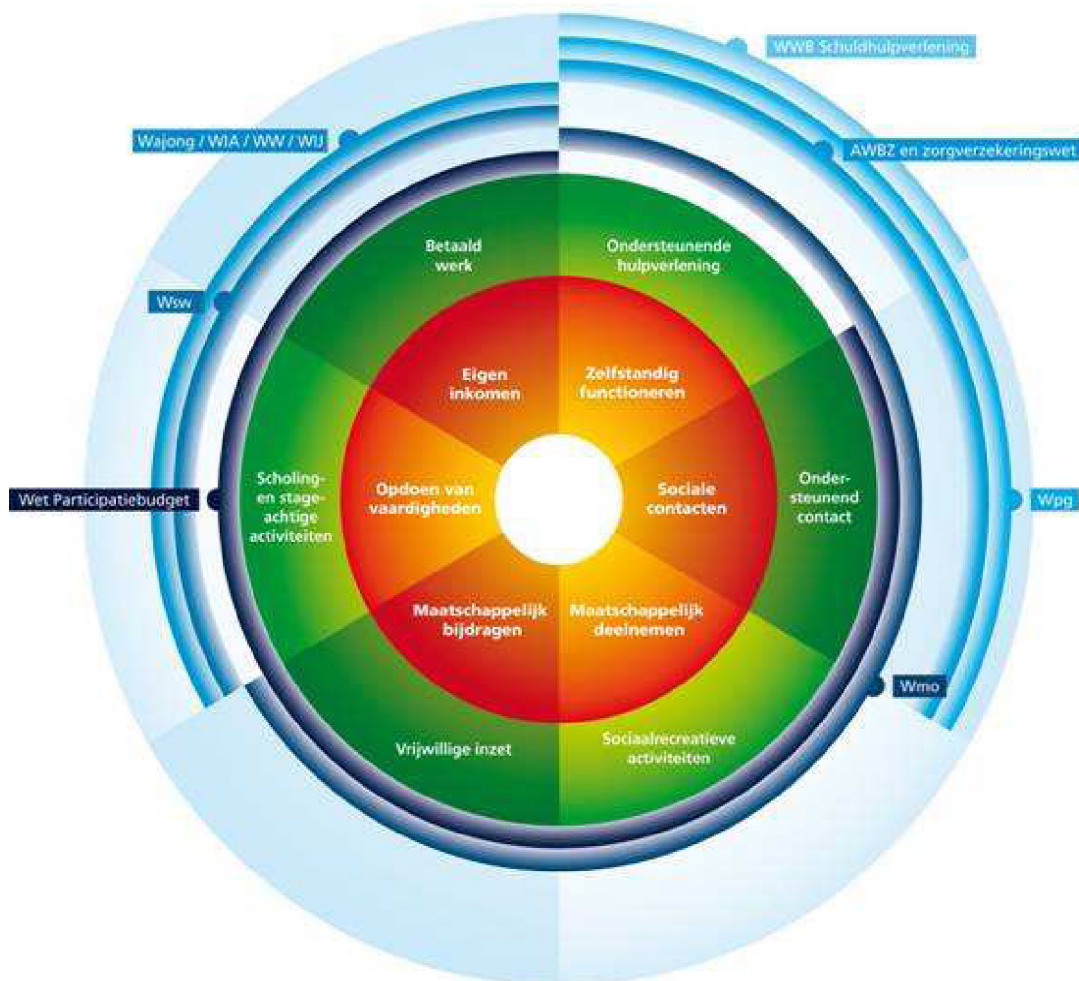 WWB Schuldhulpverlening
Wajong / WIA / WW / WIJ
AWBZ en zorgverzekeringswet
Betaald
werk
Ondersteunende
hulpverlening
Wsw
Eigen
inkomen
Zelfstandig
functioneren
Wet Participatiebudget
Scholing-
en stage-
achtige
activiteiten
Opdoen van
vaardigheden
Sociale
contacten
Onder-
steunend
contact
Wpg
Maatschappelijk
bijdragen
Maatschappelijk
deelnemen
Wmo
Vrijwillige inzet
Sociaalrecreatieve
activiteiten